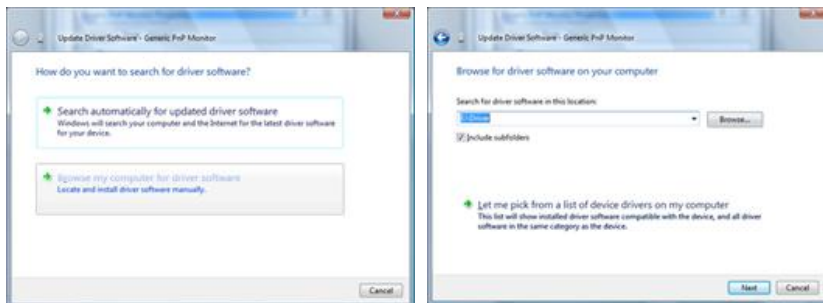 Update Driver Software - Generic PnP Monitor
How do you want to search for driver software?
Search automatically for updated driver software
Windows will search your computer and the Internet for the latest driver software
for your device.
Browse my computer for driver software
Locate and install driver software manually.
Cancel
Update Driver Software - Generic PnP Monitor
Browse for driver software on your computer
Search for driver software in this location:
Browse...
Include subfolders
Let me pick from a list of device drivers on my computer
This list will show installed driver software compatible with the device, and all driver
software in the same category as the device.
Next Cancel